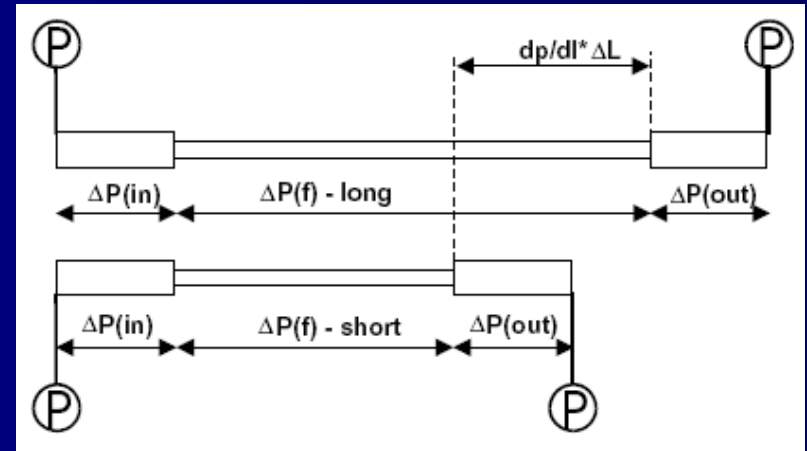 P dp/dl* ΔL P
ΔP(in) ΔP(f) - long ΔP(out)
ΔP(in) ΔP(f) - short ΔP(out)
P P